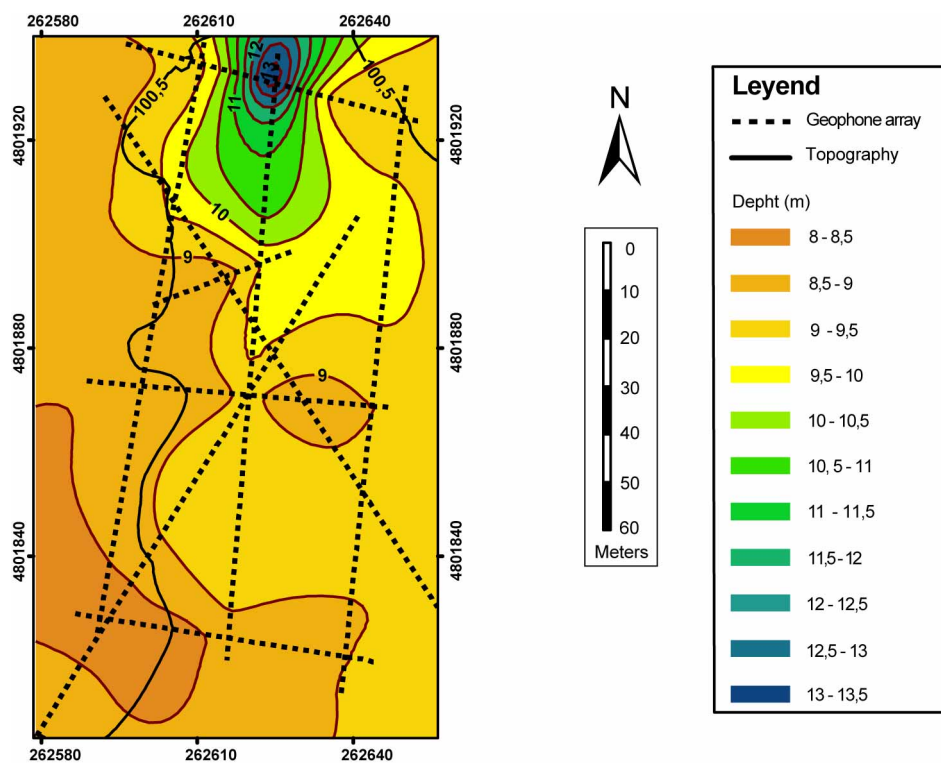 262580 262610 262640
12
13
100,5
100,5
11
4801920
4801920
10
9
4801880
4801880
9
4801840
4801840
262580 262610 262640
N
0
10
20
30
40
50
60
Meters
Leyend
Geophone array
Topography
Depht (m)
8 - 8,5
8,5 - 9
9 - 9,5
9,5 - 10
10 - 10,5
10, 5 - 11
11 - 11,5
11,5 - 12
12 - 12,5
12,5 - 13
13 - 13,5